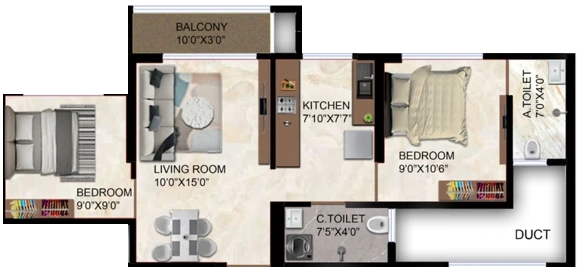 BALCONY
10'0"X3'0"
KITCHEN
7'10"X7'7"
A.TOILET
7'0"X4'0"
LIVING ROOM
10'0"X15'0"
BEDROOM
9'0"X10'6"
BEDROOM
9'0"X9'0"
C.TOILET
7'5"X4'0"
DUCT